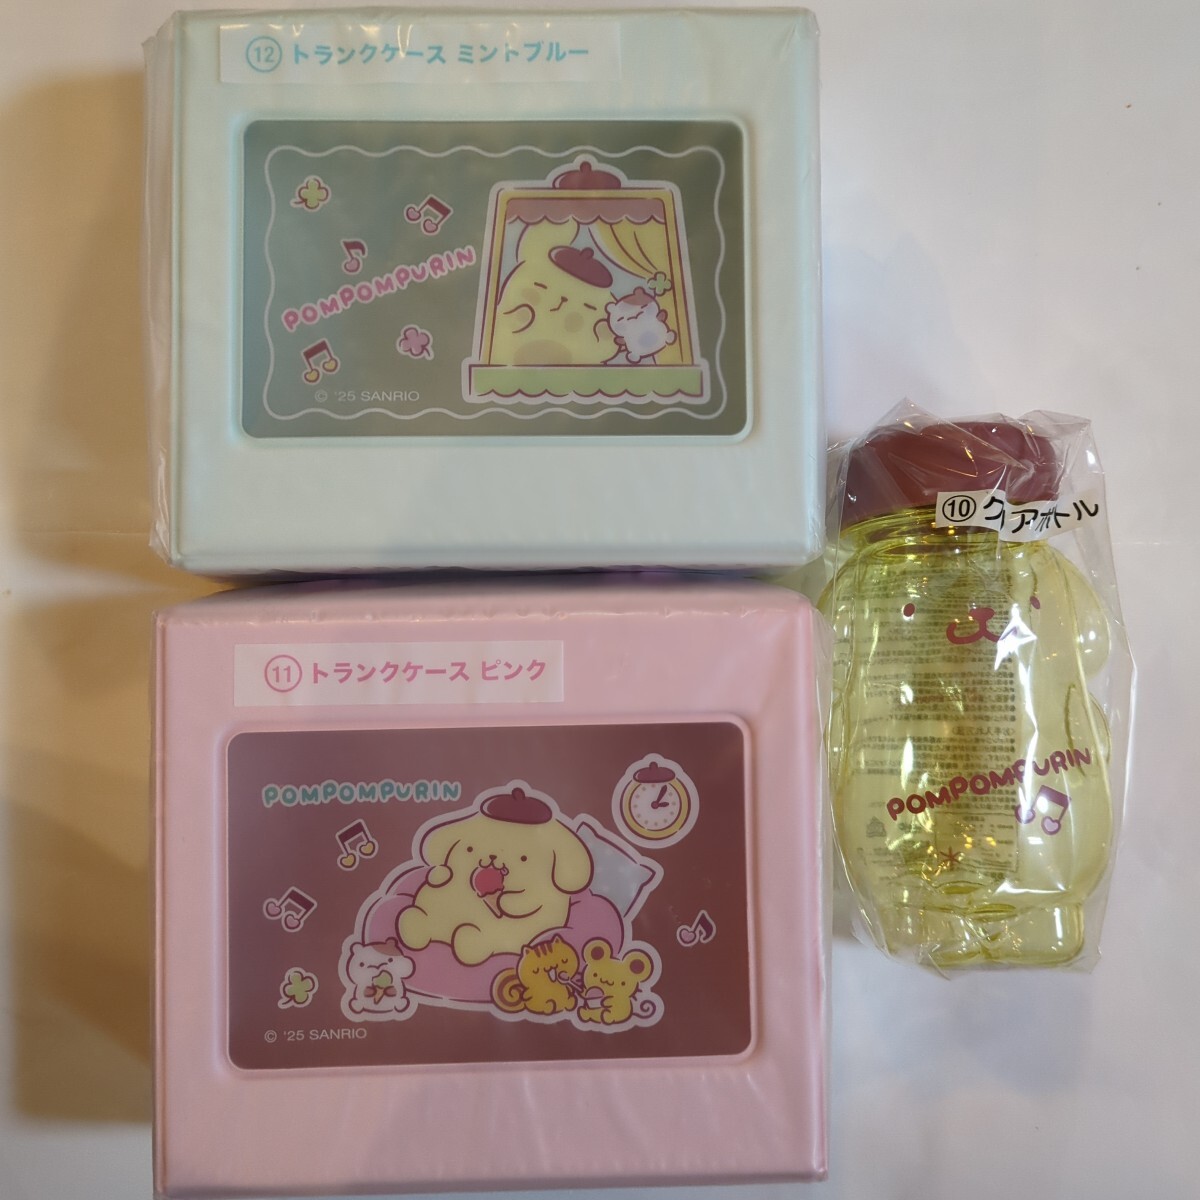 ⑫ トランクケース ミントブルー
POMPOMPURIN
© '25 SANRIO
⑪ トランクケース ピンク
POMPOMPURIN
© '25 SANRIO
⑩ クリアボトル
POMPOMPURIN